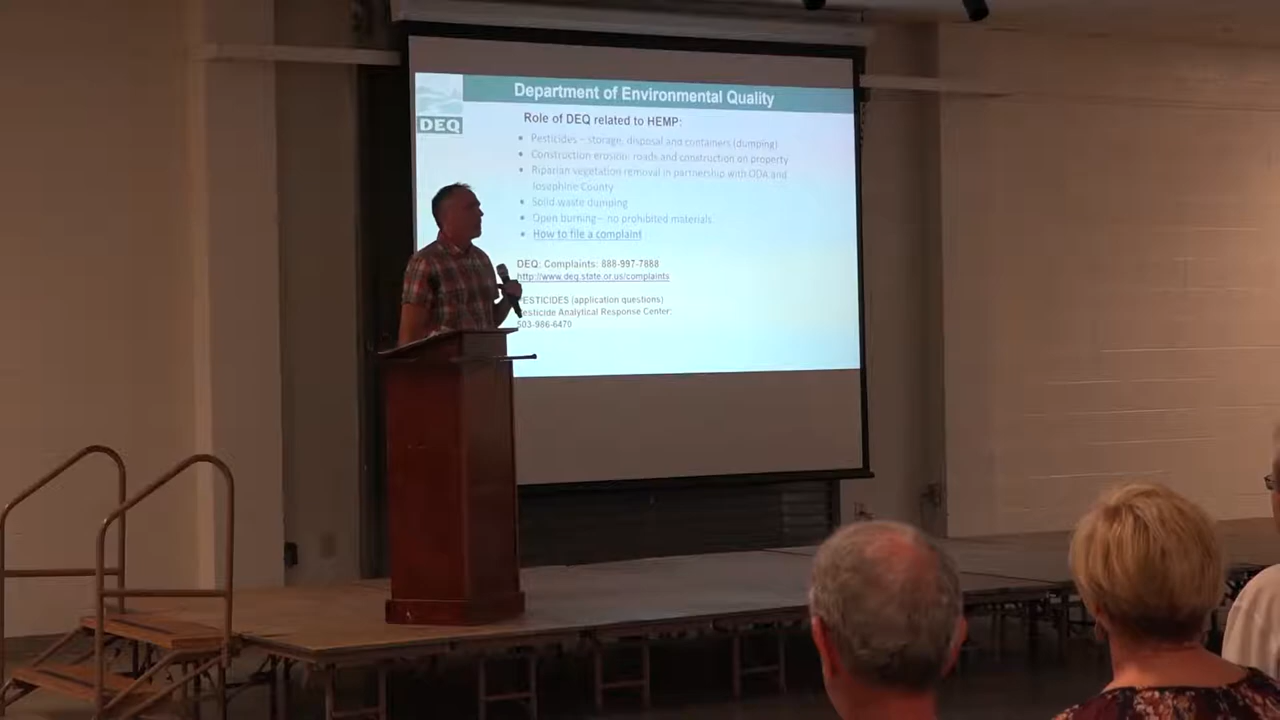 Department of Environmental Quality
DEQ
Role of DEQ related to HEMP:
• Pesticides – storage, disposal and containers (dumping)
• Construction erosion: roads and construction on property
• Riparian vegetation removal in partnership with ODA and
Josephine County
• Solid waste dumping
• Open burning – no prohibited materials.
• How to file a complaint
DEQ: Complaints: 888-997-7888
http://www.deq.state.or.us/complaints
ESTICIDES (application questions)
esticide Analytical Response Center:
503-986-6470